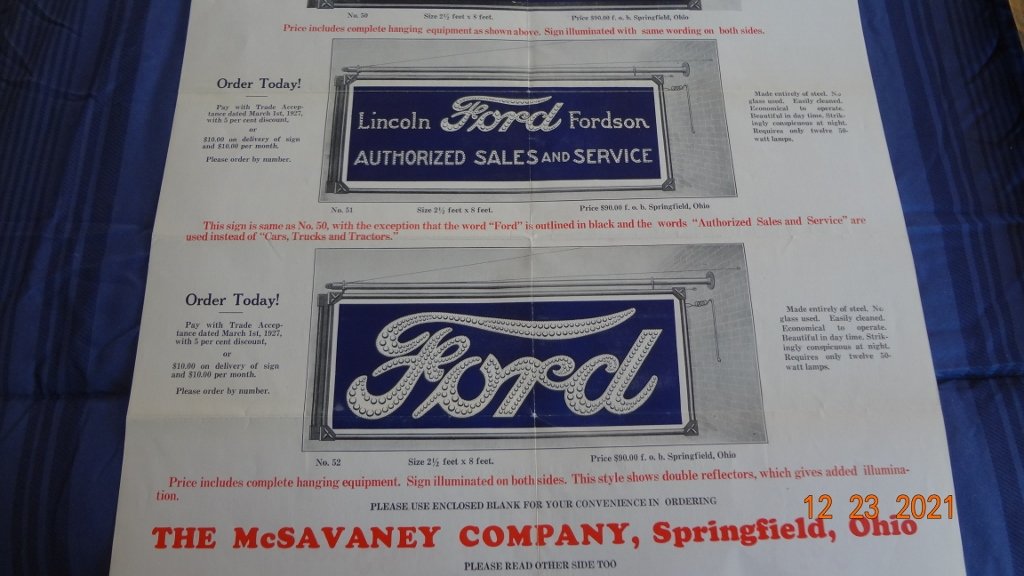 No. 50 Size 2½ feet x 8 feet. Price $90.00 f. o. b. Springfield, Ohio
Price includes complete hanging equipment as shown above. Sign illuminated with same wording on both sides.
Order Today!
Pay with Trade Accep-
tance dated March 1st, 1927,
with 5 per cent discount,
or
$10.00 on delivery of sign
and $10.00 per month.
Please order by number.
Lincoln Ford Fordson
AUTHORIZED SALES AND SERVICE
Made entirely of steel. No
glass used. Easily cleaned.
Economical to operate.
Beautiful in day time. Strik-
ingly conspicuous at night.
Requires only twelve 50-
watt lamps.
No. 51 Size 2½ feet x 8 feet. Price $90.00 f. o. b. Springfield, Ohio
This sign is same as No. 50, with the exception that the word "Ford" is outlined in black and the words "Authorized Sales and Service" are
used instead of "Cars, Trucks and Tractors."
Order Today!
Pay with Trade Accep-
tance dated March 1st, 1927,
with 5 per cent discount,
or
$10.00 on delivery of sign
and $10.00 per month.
Please order by number.
Ford
Made entirely of steel. No
glass used. Easily cleaned.
Economical to operate.
Beautiful in day time. Strik-
ingly conspicuous at night.
Requires only twelve 50-
watt lamps.
No. 52 Size 2½ feet x 8 feet. Price $90.00 f. o. b. Springfield, Ohio
Price includes complete hanging equipment. Sign illuminated on both sides. This style shows double reflectors, which gives added illumina-
tion.
PLEASE USE ENCLOSED BLANK FOR YOUR CONVENIENCE IN ORDERING
12 23 2021
THE McSAVANEY COMPANY, Springfield, Ohio
PLEASE READ OTHER SIDE TOO